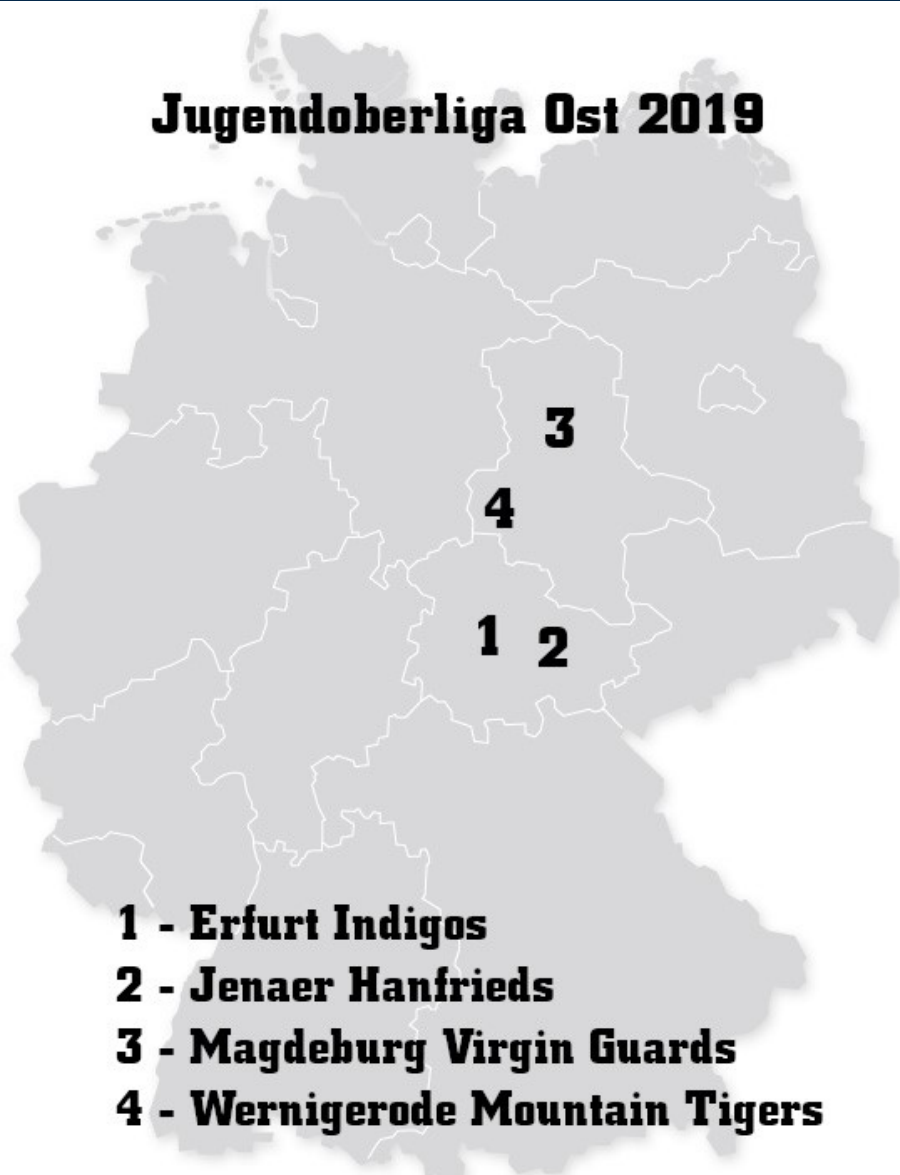 Jugendoberliga Ost 2019
3
4
1 2
1 - Erfurt Indigos
2 - Jenaer Hanfrieds
3 - Magdeburg Virgin Guards
4 - Wernigerode Mountain Tigers